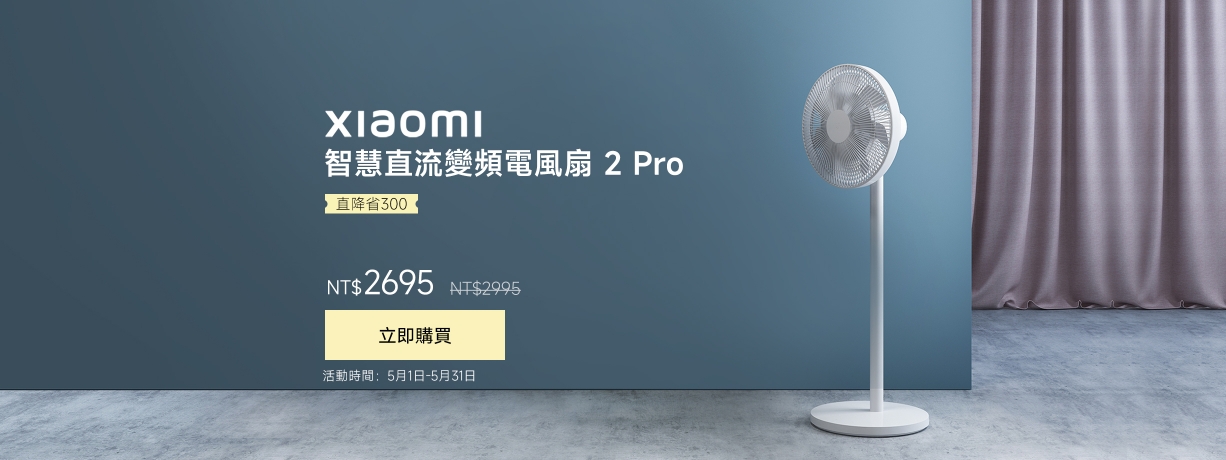 xıaomı
智慧直流變頻電風扇 2 Pro
直降省300
NT$2695 NT$2995
立即購買
活動時間：5月1日-5月31日